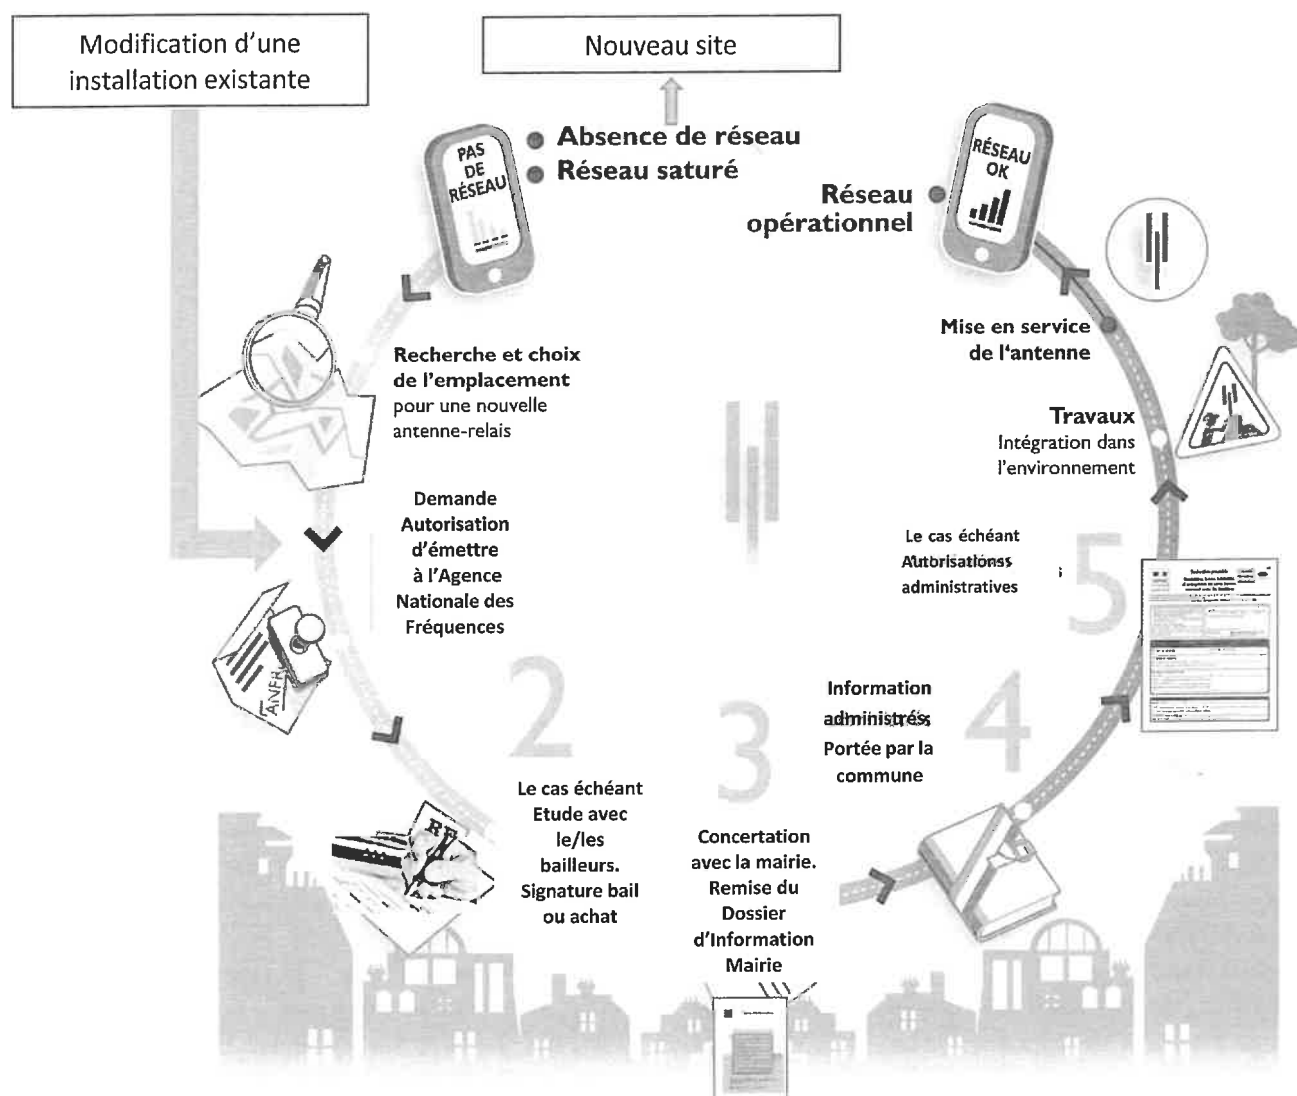 Modification d'une
installation existante
Nouveau site
PAS
DE
RÉSEAU
Absence de réseau
Réseau saturé
RÉSEAU
OK
Réseau
opérationnel
Mise en service
de l'antenne
Recherche et choix
de l'emplacement
pour une nouvelle
antenne-relais
Travaux
Intégration dans
l'environnement
Demande
Autorisation
d'émettre
à l'Agence
Nationale des
Fréquences
ANFR
Le cas échéant
Autorisationss
administratives
5
2
Le cas échéant
Etude avec
le/les
bailleurs.
Signature bail
ou achat
RF
3
Concertation
avec la mairie.
Remise du
Dossier
d'Information
Mairie
4
Information
administrés
Portée par la
commune